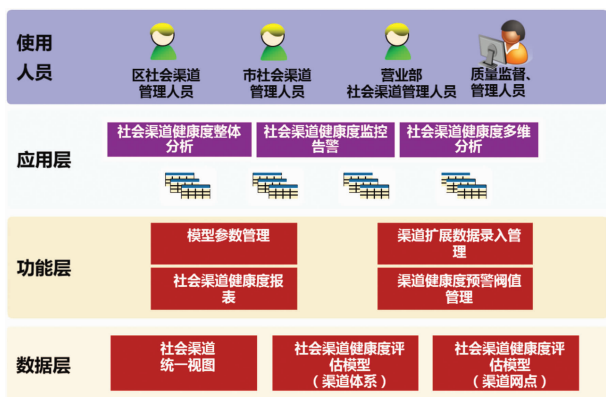 使用
人员
区社会渠道
管理人员
市社会渠道
管理人员
营业部
社会渠道管理人员
质量监督、
管理人员
应用层
社会渠道健康度整体
分析
社会渠道健康度监控
告警
社会渠道健康度多维
分析
功能层
模型参数管理
渠道扩展数据录入管
理
社会渠道健康度报
表
渠道健康度预警阀值
管理
数据层
社会渠道
统一视图
社会渠道健康度评
估模型
（渠道体系）
社会渠道健康度评
估模型
（渠道网点）